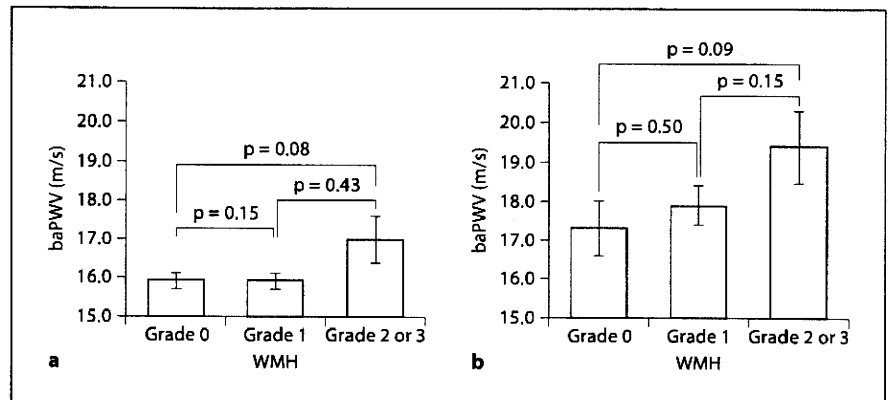 21.0
20.0
19.0
18.0
17.0
16.0
15.0
baPWV (m/s)
p = 0.08
p = 0.43
p = 0.15
Grade 0 Grade 1 Grade 2 or 3
WMH
a
21.0
20.0
19.0
18.0
17.0
16.0
15.0
baPWV (m/s)
p = 0.09
p = 0.15
p = 0.50
Grade 0 Grade 1 Grade 2 or 3
WMH
b